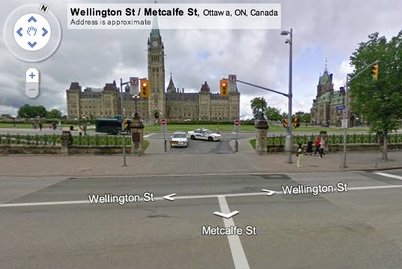 N
Wellington St / Metcalfe St, Ottawa, ON, Canada
Address is approximate
Wellington St
Wellington St
Metcalfe St